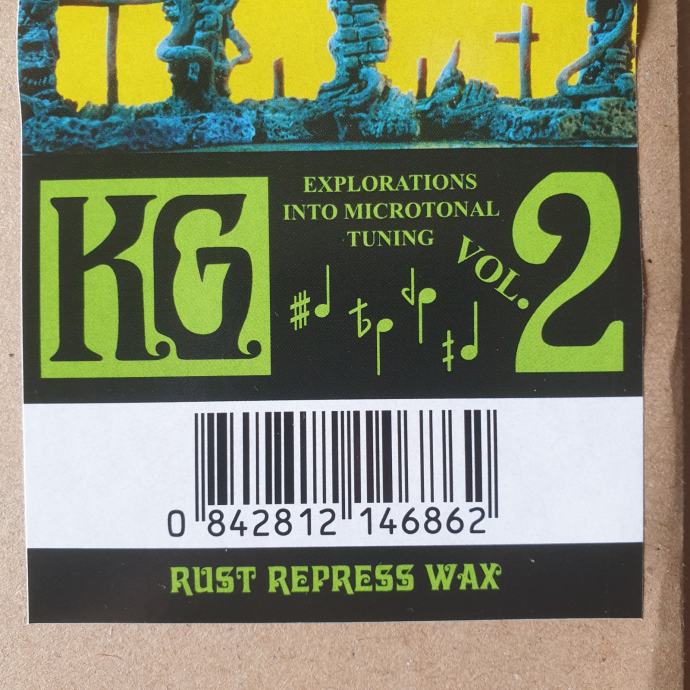 KG
EXPLORATIONS
INTO MICROTONAL
TUNING
VOL. 2
0 842812 146862
RUST REPRESS WAX